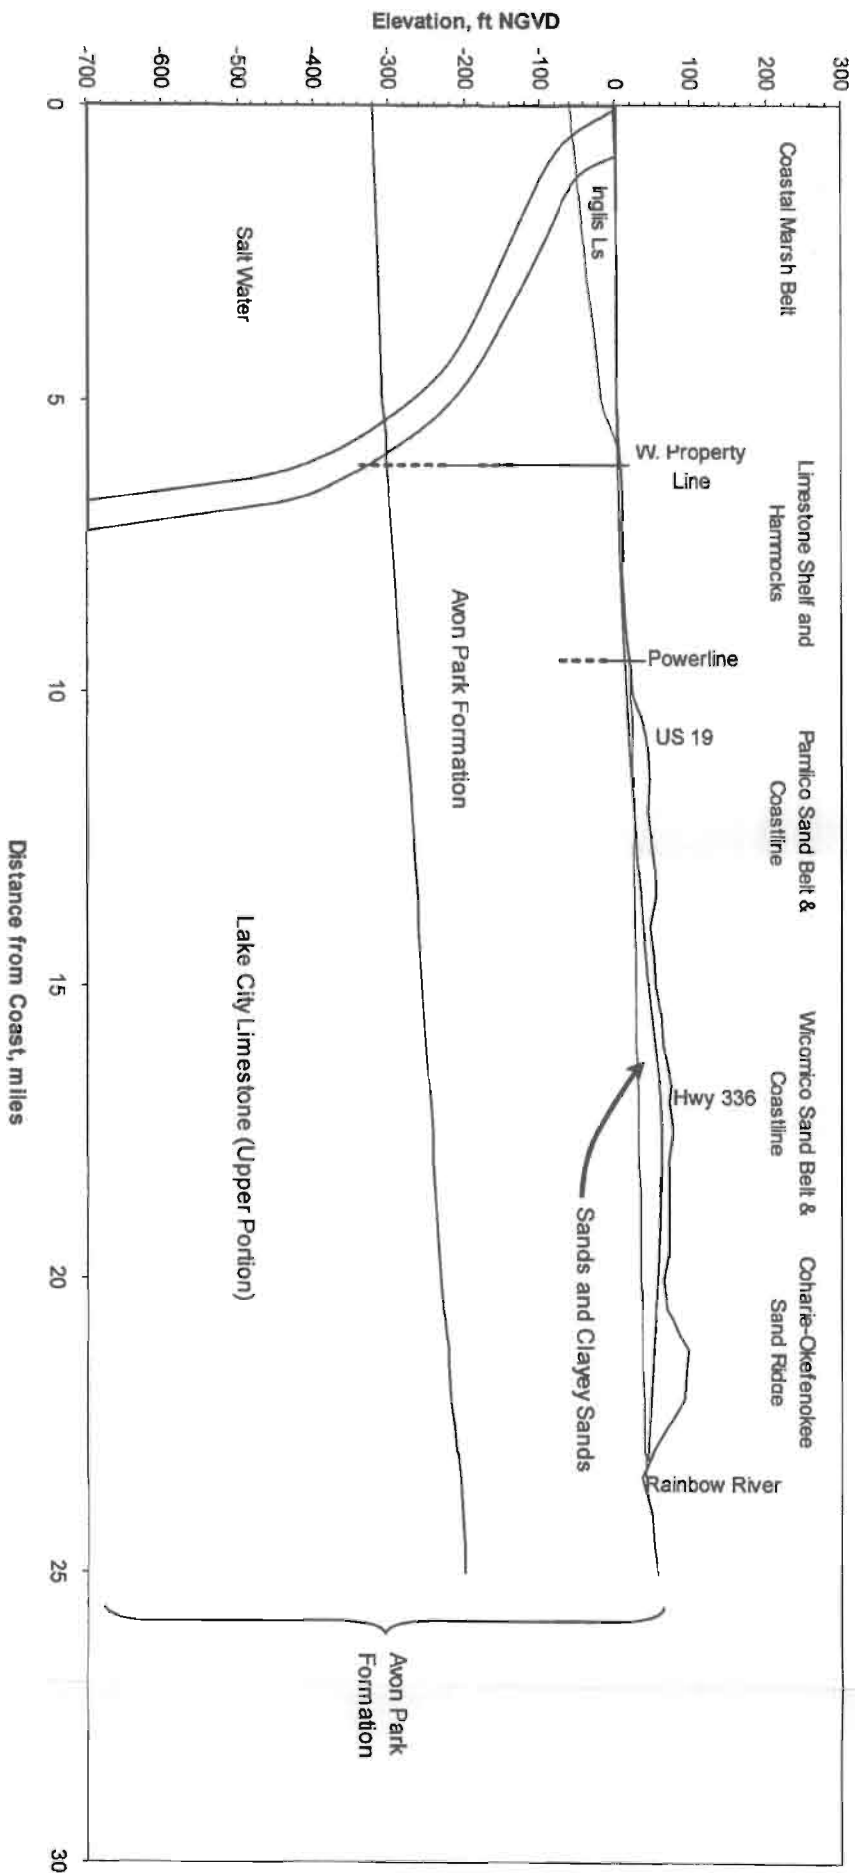 Coastal Marsh Belt
Limestone Shelf and
Hammocks
Pamlico Sand Belt &
Coastline
Wicomico Sand Belt &
Coastline
Coharie-Okefenokee
Sand Ridge
Elevation, ft NGVD
300
200
100
0
-100
-200
-300
-400
-500
-600
-700
W. Property
Line
Powerline
US 19
Hwy 336
Rainbow River
Inglis Ls
Sands and Clayey Sands
Avon Park Formation
Salt Water
Lake City Limestone (Upper Portion)
Avon Park
Formation
0
5
10
15
20
25
30
Distance from Coast, miles